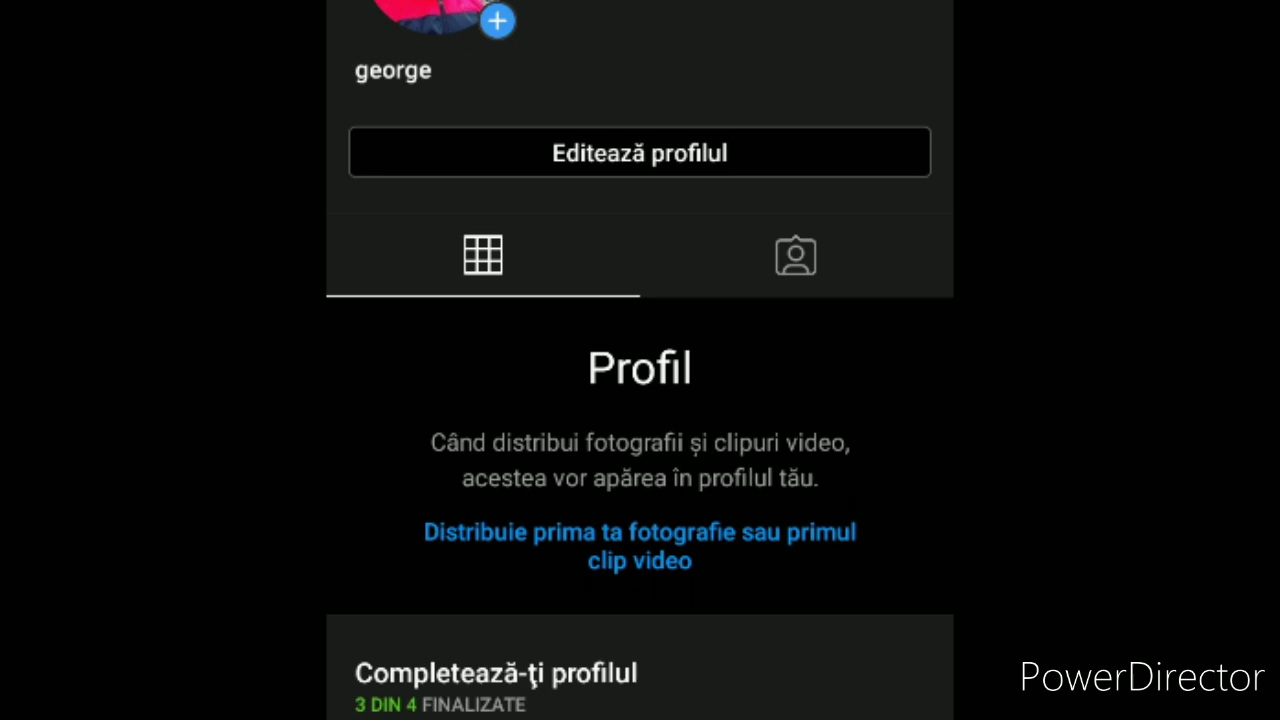 george
Editează profilul
Profil
Când distribui fotografii și clipuri video,
acestea vor apărea în profilul tău.
Distribuie prima ta fotografie sau primul
clip video
Completează-ţi profilul
3 DIN 4 FINALIZATE
PowerDirector